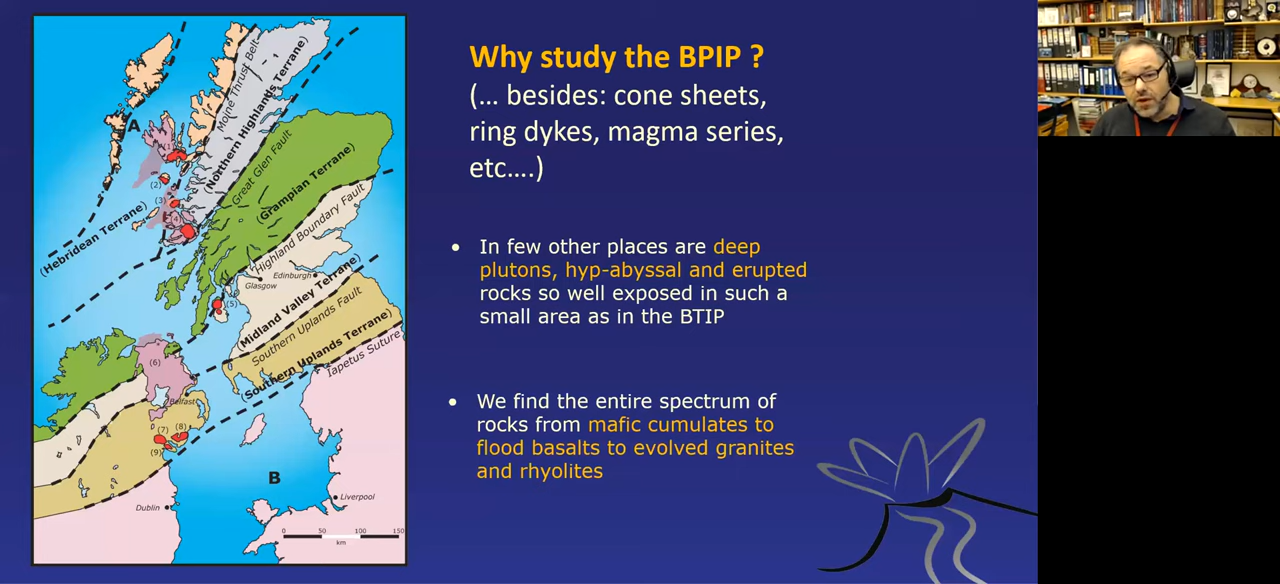 Why study the BPIP ?
(… besides: cone sheets,
ring dykes, magma series,
etc….)
• In few other places are deep
plutons, hyp-abyssal and erupted
rocks so well exposed in such a
small area as in the BTIP
• We find the entire spectrum of
rocks from mafic cumulates to
flood basalts to evolved granites
and rhyolites
A
Moine Thrust Belt
(Northern Highlands Terrane)
Great Glen Fault
(Grampian Terrane)
(2)
(3)
(Hebridean Terrane)
Highland Boundary Fault
Edinburgh
Glasgow
(5)
(Midland Valley Terrane)
Southern Uplands Fault
(Southern Uplands Terrane)
Iapetus Suture
(6)
Belfast
(7)
(8)
(9)
B
Liverpool
Dublin
0 50 100 150
km